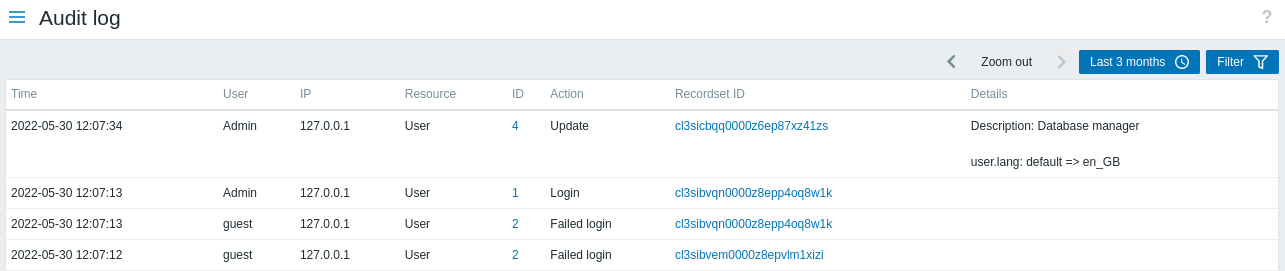 Audit log ?
Zoom out Last 3 months Filter
Time User IP Resource ID Action Recordset ID Details
2022-05-30 12:07:34 Admin 127.0.0.1 User 4 Update cl3sicbqq0000z6ep87xz41zs Description: Database manager
user.lang: default => en_GB
2022-05-30 12:07:13 Admin 127.0.0.1 User 1 Login cl3sibvqn0000z8epp4oq8w1k
2022-05-30 12:07:13 guest 127.0.0.1 User 2 Failed login cl3sibvqn0000z8epp4oq8w1k
2022-05-30 12:07:12 guest 127.0.0.1 User 2 Failed login cl3sibvem0000z8epvlm1xizi